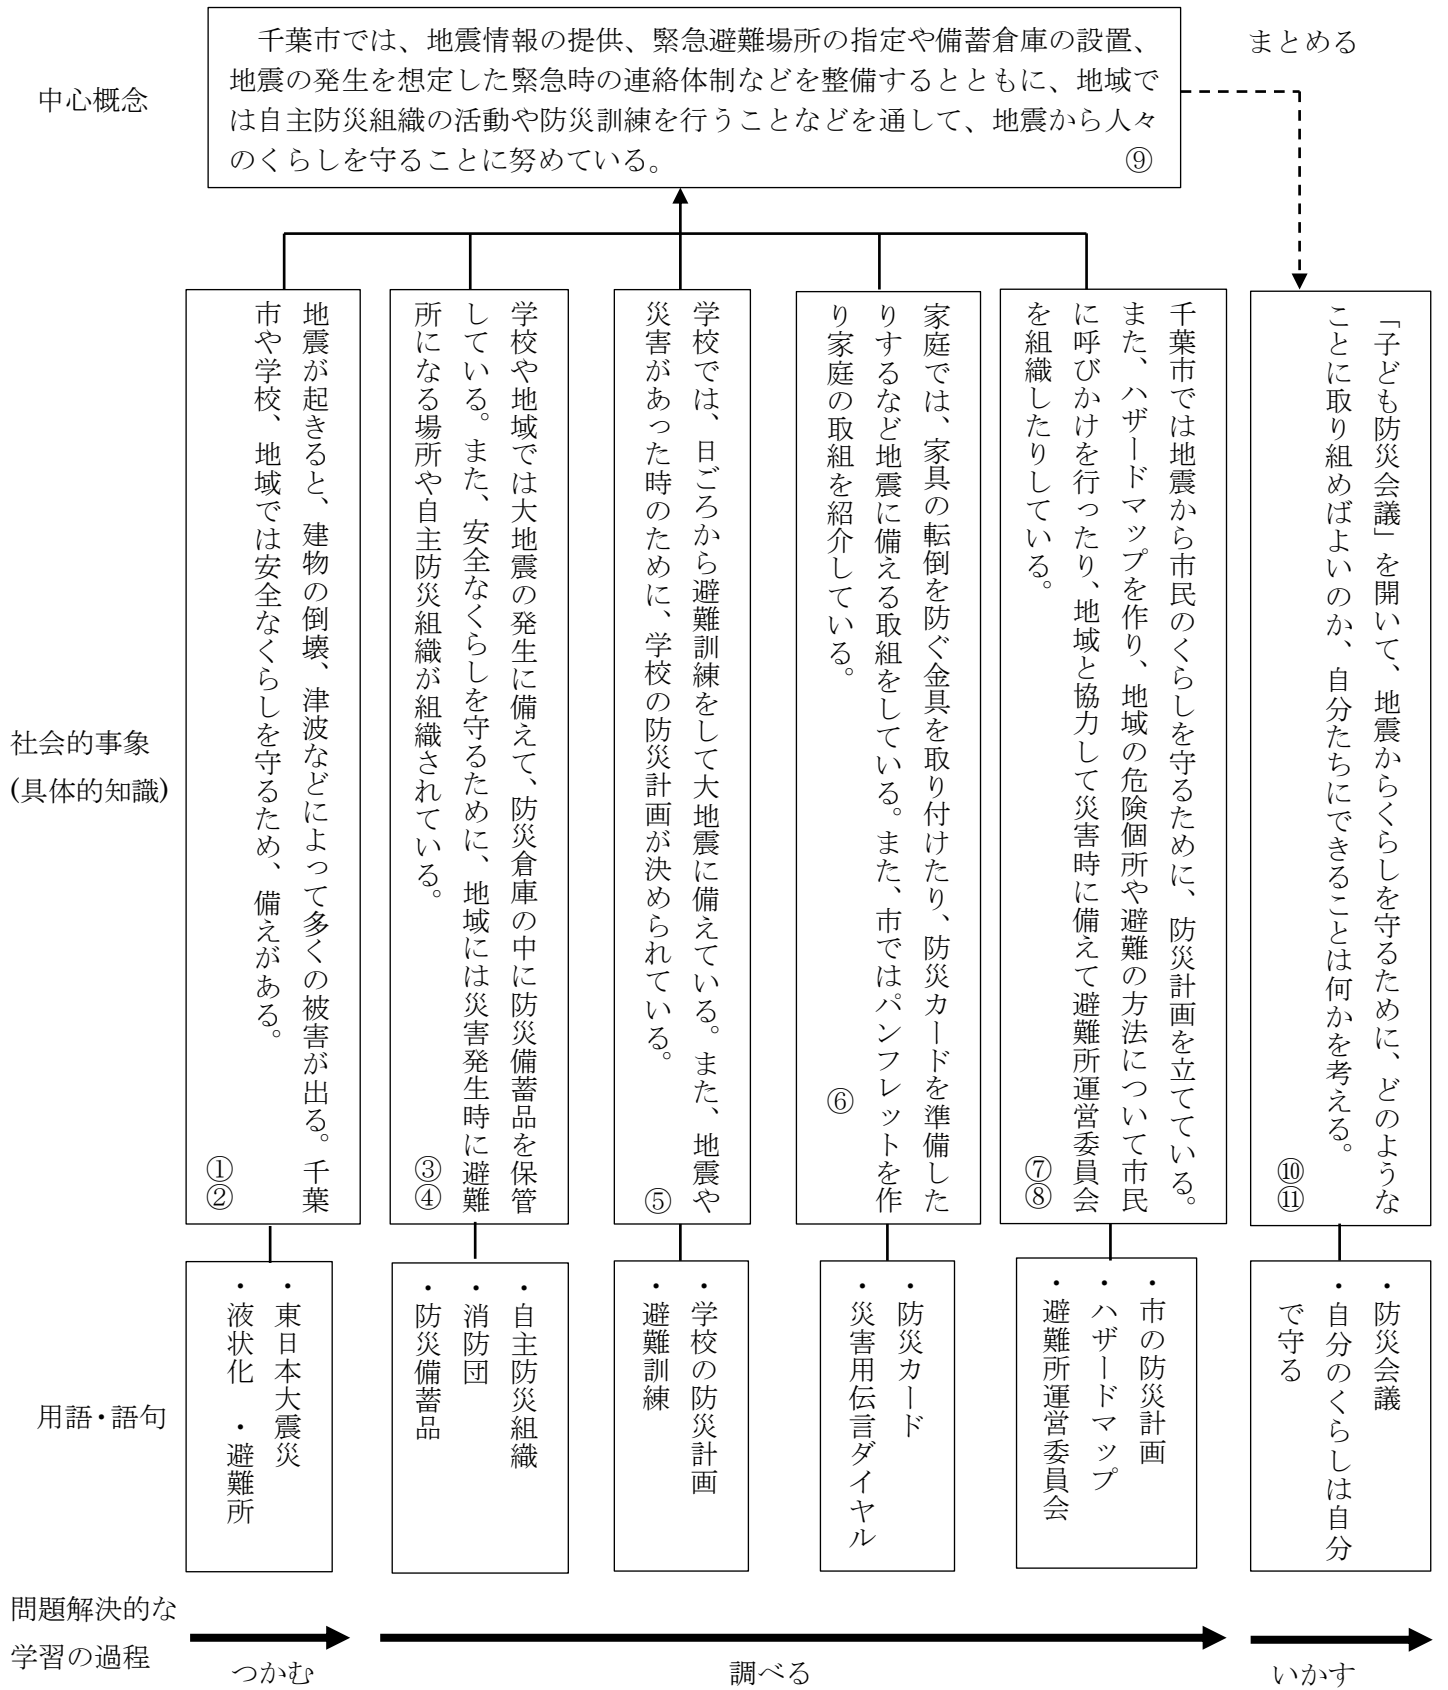 まとめる
中心概念
千葉市では、地震情報の提供、緊急避難場所の指定や備蓄倉庫の設置、
地震の発生を想定した緊急時の連絡体制などを整備するとともに、地域で
は自主防災組織の活動や防災訓練を行うことなどを通して、地震から人々
のくらしを守ることに努めている。 ⑨
社会的事象
(具体的知識)
地震が起きると、建物の倒壊、津波などによって多くの被害が出る。千葉
市や学校、地域では安全なくらしを守るため、備えがある。
①②
学校や地域では大地震の発生に備えて、防災倉庫の中に防災備蓄品を保管
している。また、安全なくらしを守るために、地域には災害発生時に避難
所になる場所や自主防災組織が組織されている。
③④
学校では、日ごろから避難訓練をして大地震に備えている。また、地震や
災害があった時のために、学校の防災計画が決められている。
⑤
家庭では、家具の転倒を防ぐ金具を取り付けたり、防災カードを準備した
りするなど地震に備える取組をしている。また、市ではパンフレットを作
り家庭の取組を紹介している。
⑥
千葉市では地震から市民のくらしを守るために、防災計画を立てている。
また、ハザードマップを作り、地域の危険個所や避難の方法について市民
に呼びかけを行ったり、地域と協力して災害時に備えて避難所運営委員会
を組織したりしている。
⑦⑧
「子ども防災会議」を開いて、地震からくらしを守るために、どのような
ことに取り組めばよいのか、自分たちにできることは何かを考える。
⑩⑪
用語・語句
・東日本大震災
・液状化 ・避難所
・自主防災組織
・消防団
・防災備蓄品
・学校の防災計画
・避難訓練
・防災カード
・災害用伝言ダイヤル
・市の防災計画
・ハザードマップ
・避難所運営委員会
・防災会議
・自分のくらしは自分
で守る
問題解決的な
学習の過程
つかむ
調べる
いかす